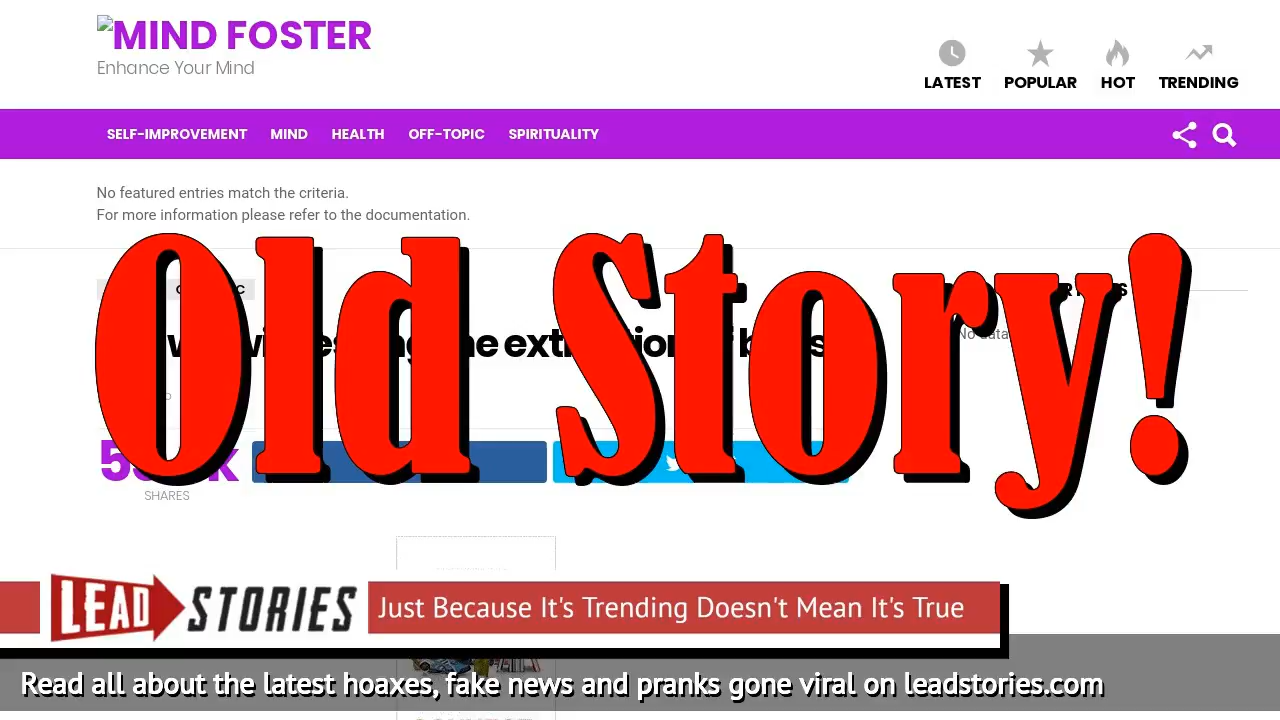 MIND FOSTER
Enhance Your Mind
LATEST POPULAR HOT TRENDING
SELF-IMPROVEMENT MIND HEALTH OFF-TOPIC SPIRITUALITY
No featured entries match the criteria.
For more information please refer to the documentation.
Old Story!
No data
SHARES
LEAD STORIES
Just Because It's Trending Doesn't Mean It's True
Read all about the latest hoaxes, fake news and pranks gone viral on leadstories.com